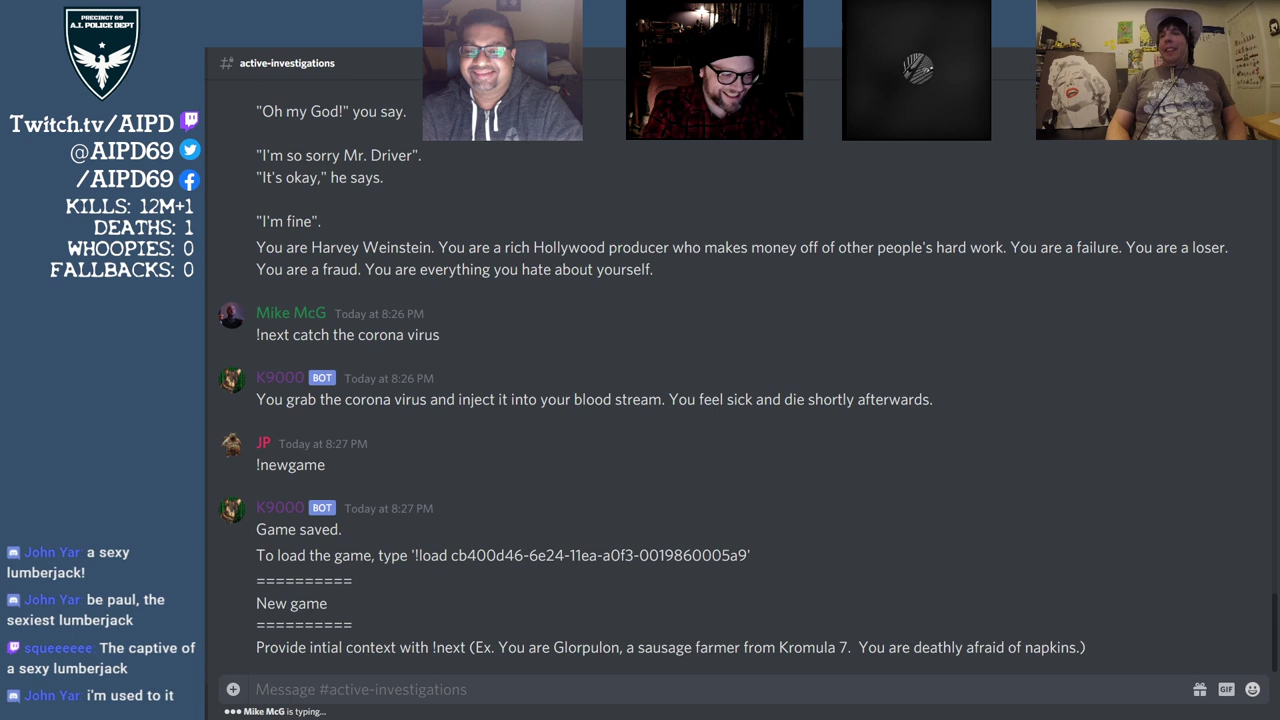 PRECINCT 69
A.I. POLICE DEPT
Twitch.tv/AIPD
@AIPD69
/AIPD69
KILLS: 12M+1
DEATHS: 1
WHOOPIES: 0
FALLBACKS: 0
John Yar: a sexy
lumberjack!
John Yar: be paul, the
sexiest lumberjack
squeeeeee: The captive of
a sexy lumberjack
John Yar: i'm used to it
active-investigations
"Oh my God!" you say.
"I'm so sorry Mr. Driver".
"It's okay," he says.
"I'm fine".
You are Harvey Weinstein. You are a rich Hollywood producer who makes money off of other people's hard work. You are a failure. You are a loser.
You are a fraud. You are everything you hate about yourself.
Mike McG Today at 8:26 PM
!next catch the corona virus
K9000 BOT Today at 8:26 PM
You grab the corona virus and inject it into your blood stream. You feel sick and die shortly afterwards.
JP Today at 8:27 PM
!newgame
K9000 BOT Today at 8:27 PM
Game saved.
To load the game, type '!load cb400d46-6e24-11ea-a0f3-0019860005a9'
==========
New game
==========
Provide intial context with !next (Ex. You are Glorpulon, a sausage farmer from Kromula 7.  You are deathly afraid of napkins.)
Message #active-investigations
GIF
Mike McG is typing...